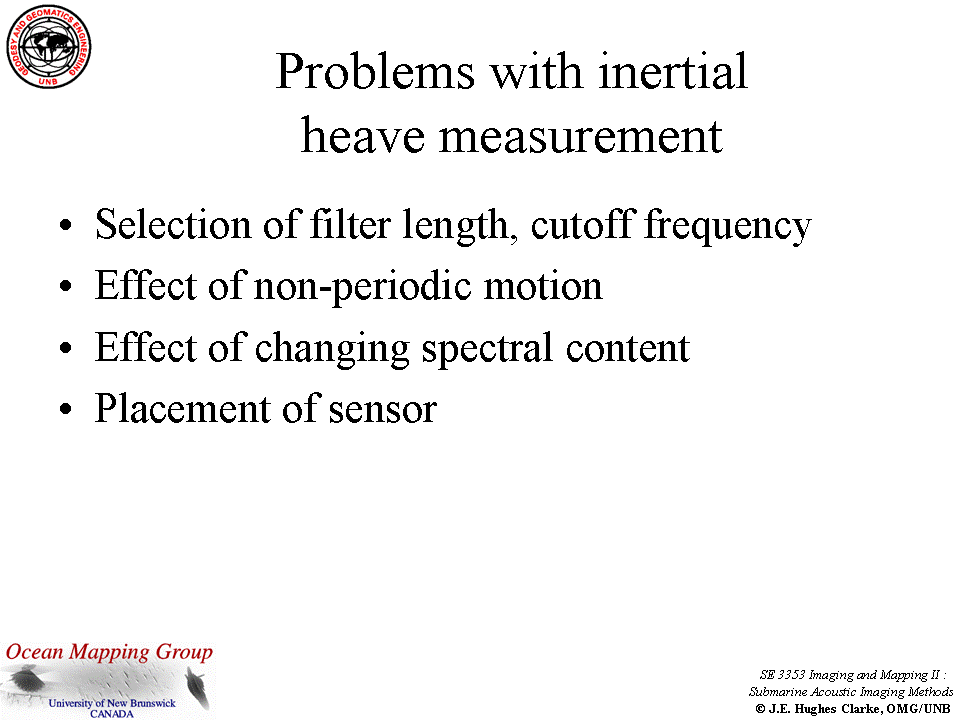 GEODESY AND GEOMATICS ENGINEERING
UNB
Problems with inertial
heave measurement
• Selection of filter length, cutoff frequency
• Effect of non-periodic motion
• Effect of changing spectral content
• Placement of sensor
Ocean Mapping Group
University of New Brunswick
CANADA
SE 3353 Imaging and Mapping II :
Submarine Acoustic Imaging Methods
© J.E. Hughes Clarke, OMG/UNB